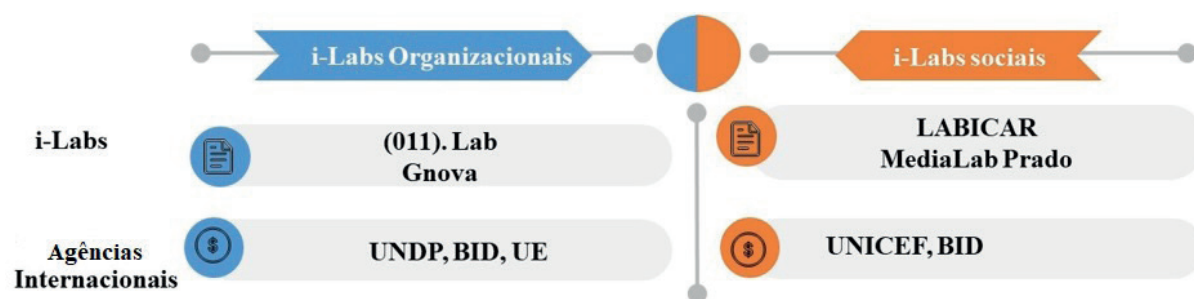 i-Labs Organizacionais
i-Labs sociais
i-Labs
(011). Lab
Gnova
LABICAR
MediaLab Prado
Agências
Internacionais
UNDP, BID, UE
UNICEF, BID